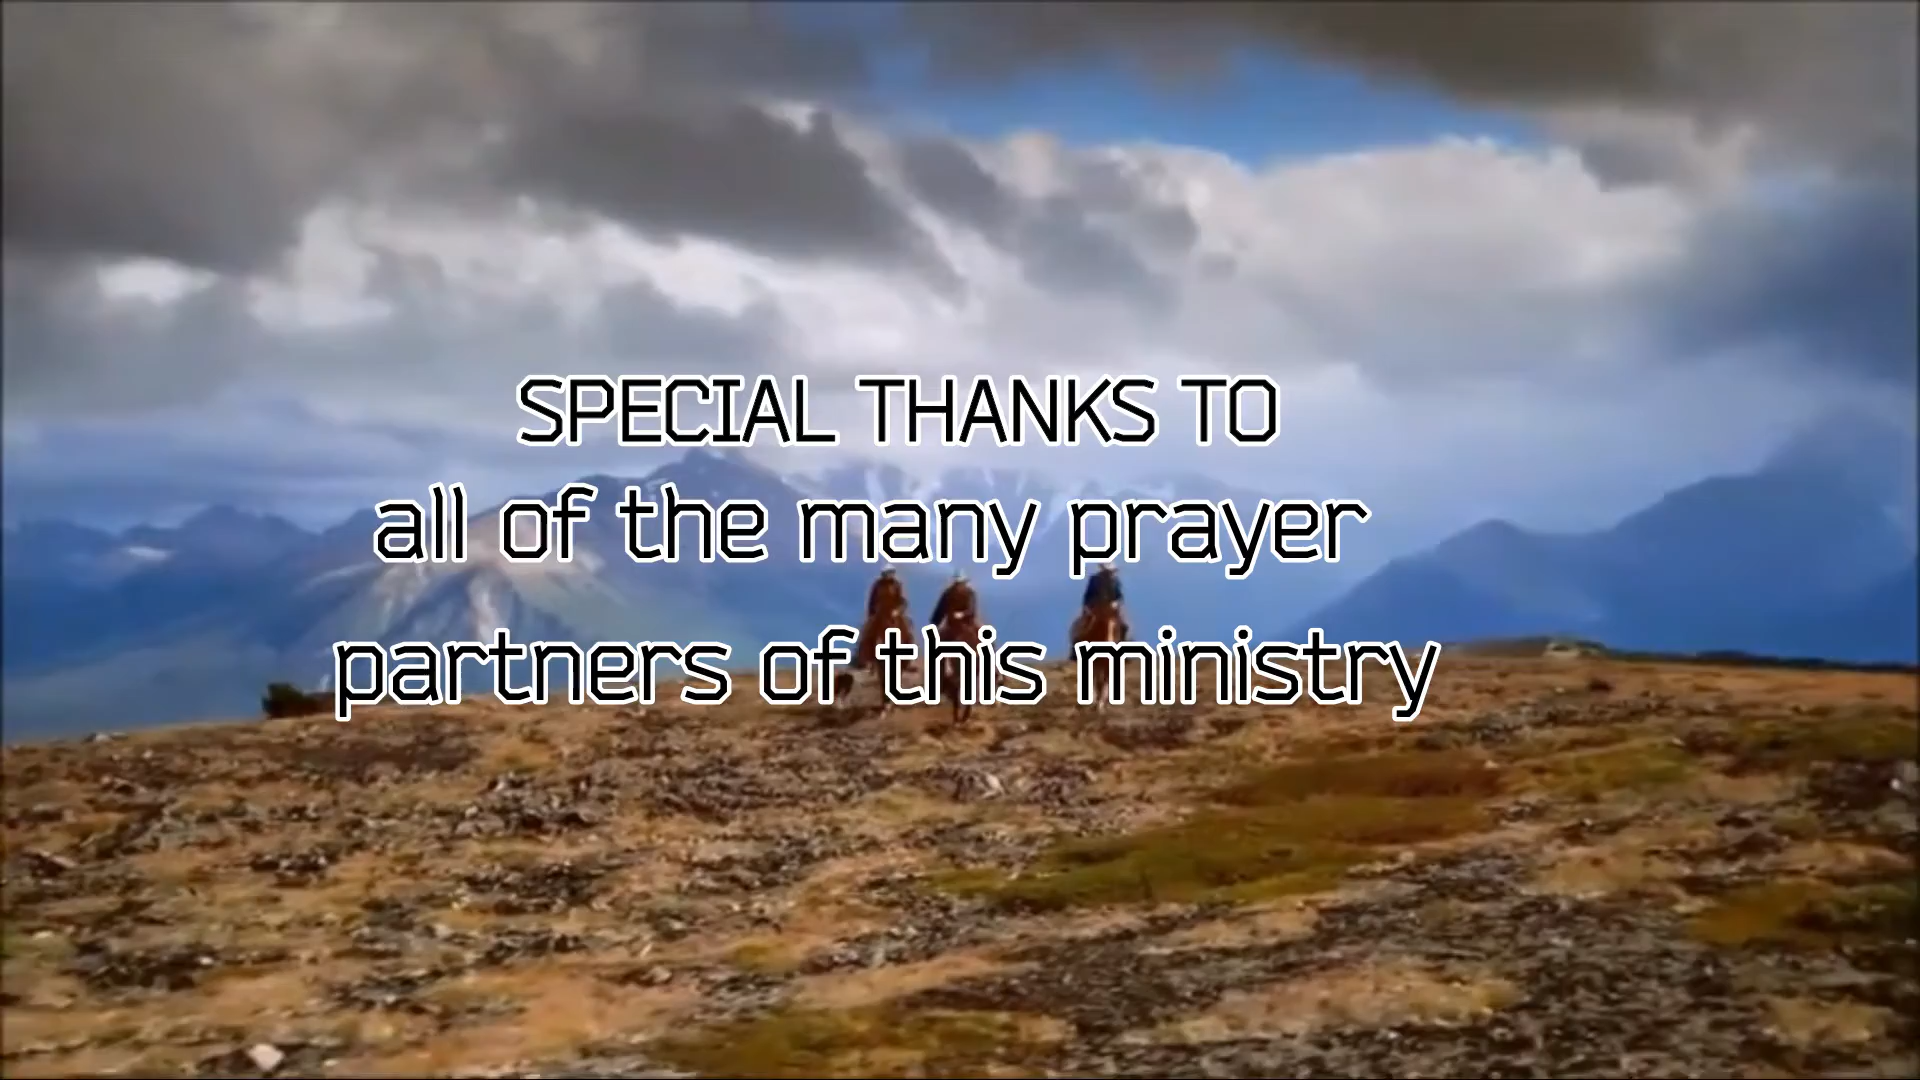 SPECIAL THANKS TO
all of the many prayer
partners of this ministry